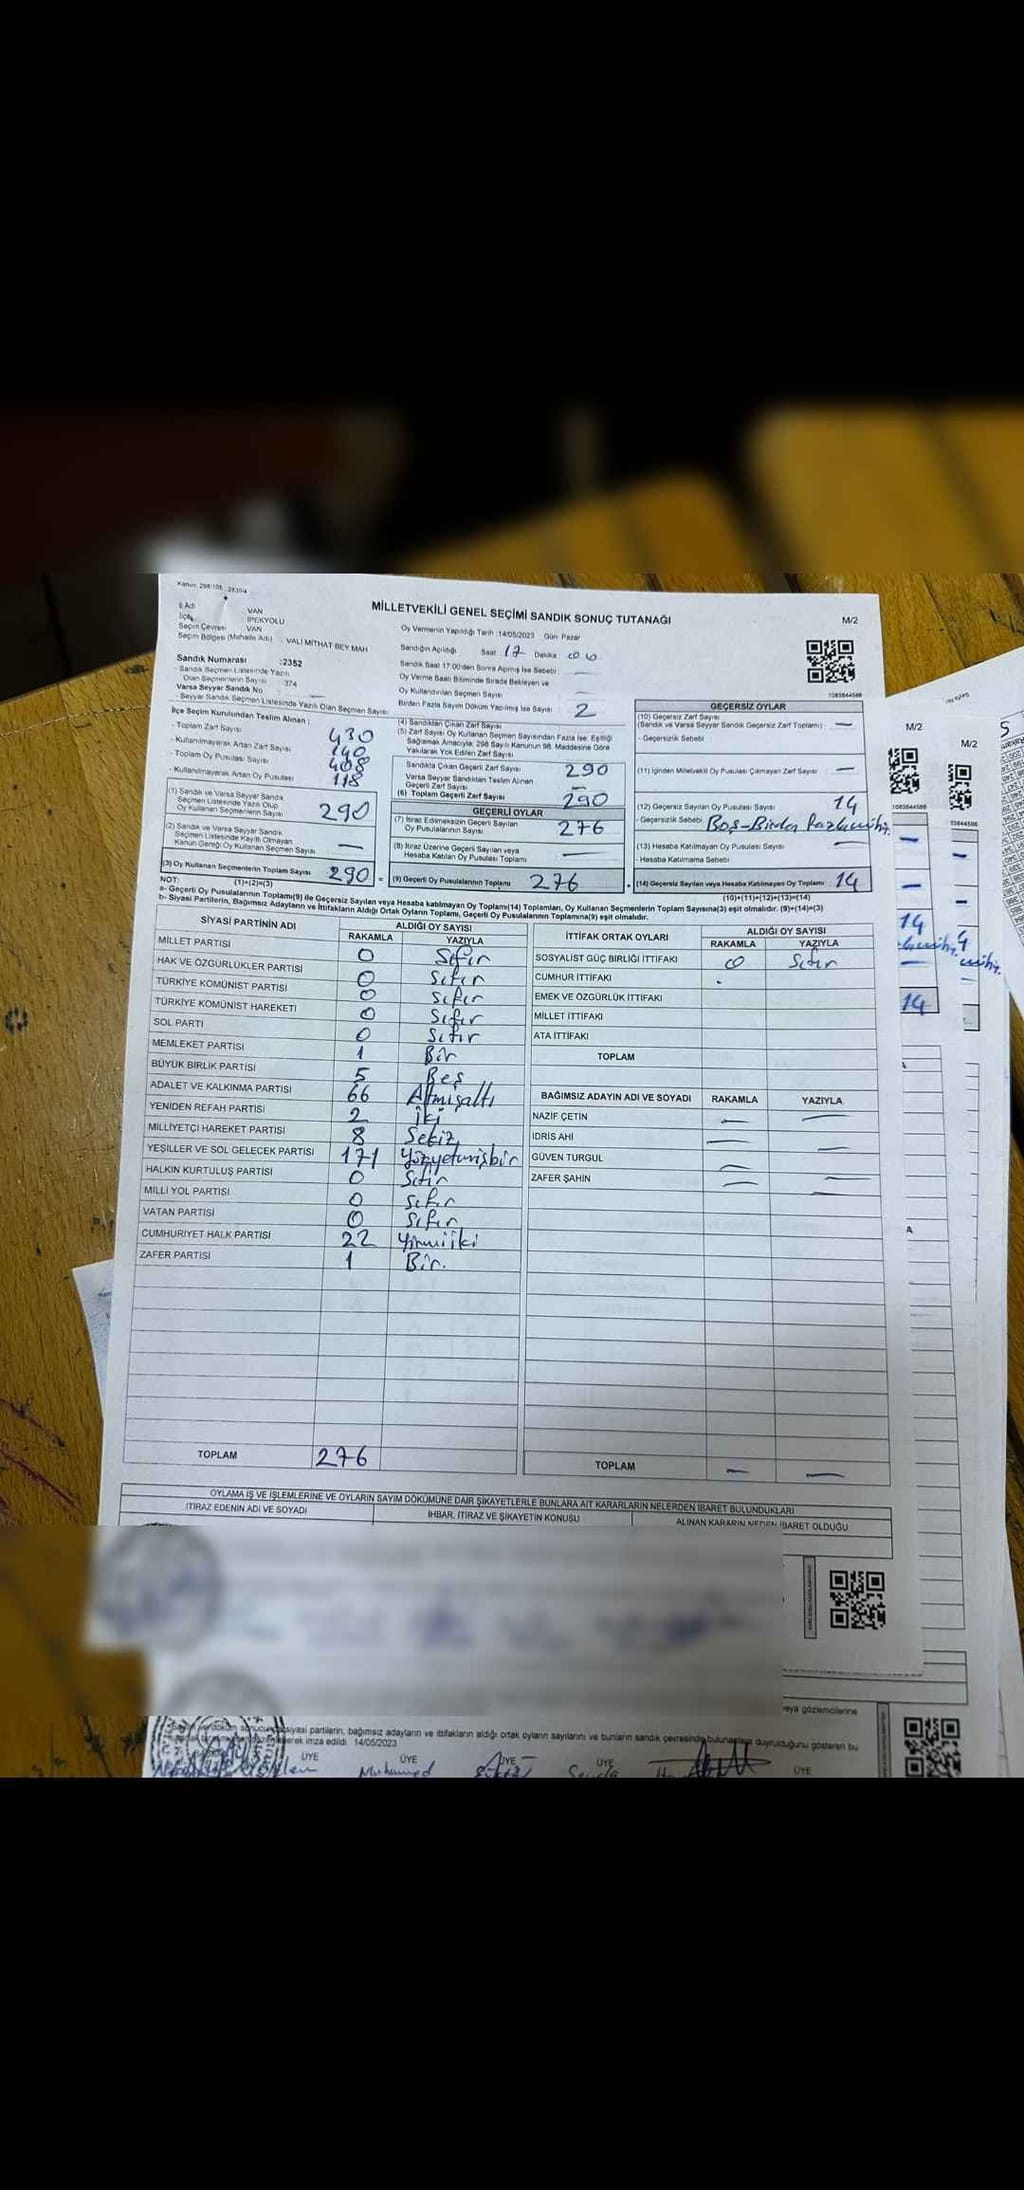 MİLLETVEKİLİ GENEL SEÇİMİ SANDIK SONUÇ TUTANAĞI
M/2
İl Adı VAN
İlçe İPEKYOLU
Seçim Çevresi VAN
Seçim Bölgesi (Mahalle Adı) : VALİ MİTHAT BEY MAH
Oy Vermenin Yapıldığı Tarih :14/05/2023 Gün Pazar
Sandığın Açıldığı Saat 17 Dakika 00
Sandık Numarası :2352
- Sandık Seçmen Listesinde Yazılı
Olan Seçmenlerin Sayısı : 374
Varsa Seyyar Sandık No
- Seyyar Sandık Seçmen Listesinde Yazılı Olan Seçmen Sayısı
Sandık Saat 17:00'den Sonra Açılmış İse Sebebi
Oy Verme Saati Bitiminde Sırada Bekleyen ve
Oy Kullandırılan Seçmen Sayısı
Birden Fazla Sayım Döküm Yapılmış İse Sayısı 2
İlçe Seçim Kurulundan Teslim Alınan :
- Toplam Zarf Sayısı 430
- Kullanılmayarak Artan Zarf Sayısı 140
- Toplam Oy Pusulası Sayısı 408
- Kullanılmayarak Artan Oy Pusulası 118
(1) Sandık ve Varsa Seyyar Sandık
Seçmen Listesinde Yazılı Olup
Oy Kullanan Seçmenlerin Sayısı 290
(2) Sandık ve Varsa Seyyar Sandık
Seçmen Listesinde Kayıtlı Olmayan
Kanun Gereği Oy Kullanan Seçmen Sayısı —
(3) Oy Kullanan Seçmenlerin Toplam Sayısı 290 =
(1)+(2)=(3)
(4) Sandıktan Çıkan Zarf Sayısı
(5) Zarf Sayısı Oy Kullanan Seçmen Sayısından Fazla İse, Eşitliği
Sağlamak Amacıyla, 298 Sayılı Kanunun 98. Maddesine Göre
Yakılarak Yok Edilen Zarf Sayısı
Sandıkta Çıkan Geçerli Zarf Sayısı 290
Varsa Seyyar Sandıktan Teslim Alınan
Geçerli Zarf Sayısı —
(6) Toplam Geçerli Zarf Sayısı 290
GEÇERLİ OYLAR
(7) İtiraz Edilmeksizin Geçerli Sayılan
Oy Pusulalarının Sayısı 276
(8) İtiraz Üzerine Geçerli Sayılan veya
Hesaba Katılan Oy Pusulası Toplamı —
(9) Geçerli Oy Pusulalarının Toplamı 276
GEÇERSİZ OYLAR
(10) Geçersiz Zarf Sayısı
(Sandık ve Varsa Seyyar Sandık Geçersiz Zarf Toplamı) —
- Geçersizlik Sebebi
(11) İçinden Milletvekili Oy Pusulası Çıkmayan Zarf Sayısı —
(12) Geçersiz Sayılan Oy Pusulası Sayısı 14
- Geçersizlik Sebebi Boş-Birden
(13) Hesaba Katılmayan Oy Pusulası Sayısı —
- Hesaba Katılmama Sebebi
(14) Geçersiz Sayılan veya Hesaba Katılmayan Oy Toplamı 14
(10)+(11)+(12)+(13)=(14)
NOT:
a- Geçerli Oy Pusulalarının Toplamı(9) ile Geçersiz Sayılan veya Hesaba katılmayan Oy Toplamı(14) Toplamları, Oy Kullanan Seçmenlerin Toplam Sayısına(3) eşit olmalıdır. (9)+(14)=(3)
b- Siyasi Partilerin, Bağımsız Adayların ve İttifakların Aldığı Ortak Oyların Toplamı, Geçerli Oy Pusulalarının Toplamına(9) eşit olmalıdır.
SİYASİ PARTİNİN ADI ALDIĞI OY SAYISI
RAKAMLA YAZIYLA
MİLLET PARTİSİ 0 Sıfır
HAK VE ÖZGÜRLÜKLER PARTİSİ 0 Sıfır
TÜRKİYE KOMÜNİST PARTİSİ 0 Sıfır
TÜRKİYE KOMÜNİST HAREKETİ 0 Sıfır
SOL PARTİ 0 Sıfır
MEMLEKET PARTİSİ 1 Bir
BÜYÜK BİRLİK PARTİSİ 5 Beş
ADALET VE KALKINMA PARTİSİ 66 Altmışaltı
YENİDEN REFAH PARTİSİ 2 İki
MİLLİYETÇİ HAREKET PARTİSİ 8 Sekiz
YEŞİLLER VE SOL GELECEK PARTİSİ 171 Yüzyetmişbir
HALKIN KURTULUŞ PARTİSİ 0 Sıfır
MİLLİ YOL PARTİSİ 0 Sıfır
VATAN PARTİSİ 0 Sıfır
CUMHURİYET HALK PARTİSİ 22 Yirmiiki
ZAFER PARTİSİ 1 Bir.
TOPLAM 276
İTTİFAK ORTAK OYLARI ALDIĞI OY SAYISI
RAKAMLA YAZIYLA
SOSYALİST GÜÇ BİRLİĞİ İTTİFAKI 0 Sıfır
CUMHUR İTTİFAKI
EMEK VE ÖZGÜRLÜK İTTİFAKI
MİLLET İTTİFAKI
ATA İTTİFAKI
TOPLAM
BAĞIMSIZ ADAYIN ADI VE SOYADI RAKAMLA YAZIYLA
NAZİF ÇETİN — —
İDRİS AHİ — —
GÜVEN TURGUL — —
ZAFER ŞAHİN — —
TOPLAM — —
OYLAMA İŞ VE İŞLEMLERİNE VE OYLARIN SAYIM DÖKÜMÜNE DAİR ŞİKAYETLERLE BUNLARA AİT KARARLARIN NELERDEN İBARET BULUNDUKLARI
İTİRAZ EDENİN ADI VE SOYADI İHBAR, İTİRAZ VE ŞİKAYETİN KONUSU ALINAN KARARIN NEDEN İBARET OLDUĞU
veya gözlemcilerine
siyasi partilerin, bağımsız adayların ve ittifakların aldığı ortak oyların sayılarını ve bunların sandık çevresinde bulunanlara duyurulduğunu gösteren bu
imza edildi. 14/05/2023
ÜYE ÜYE ÜYE ÜYE ÜYE
Muhamed
M/2
14
14
M/2